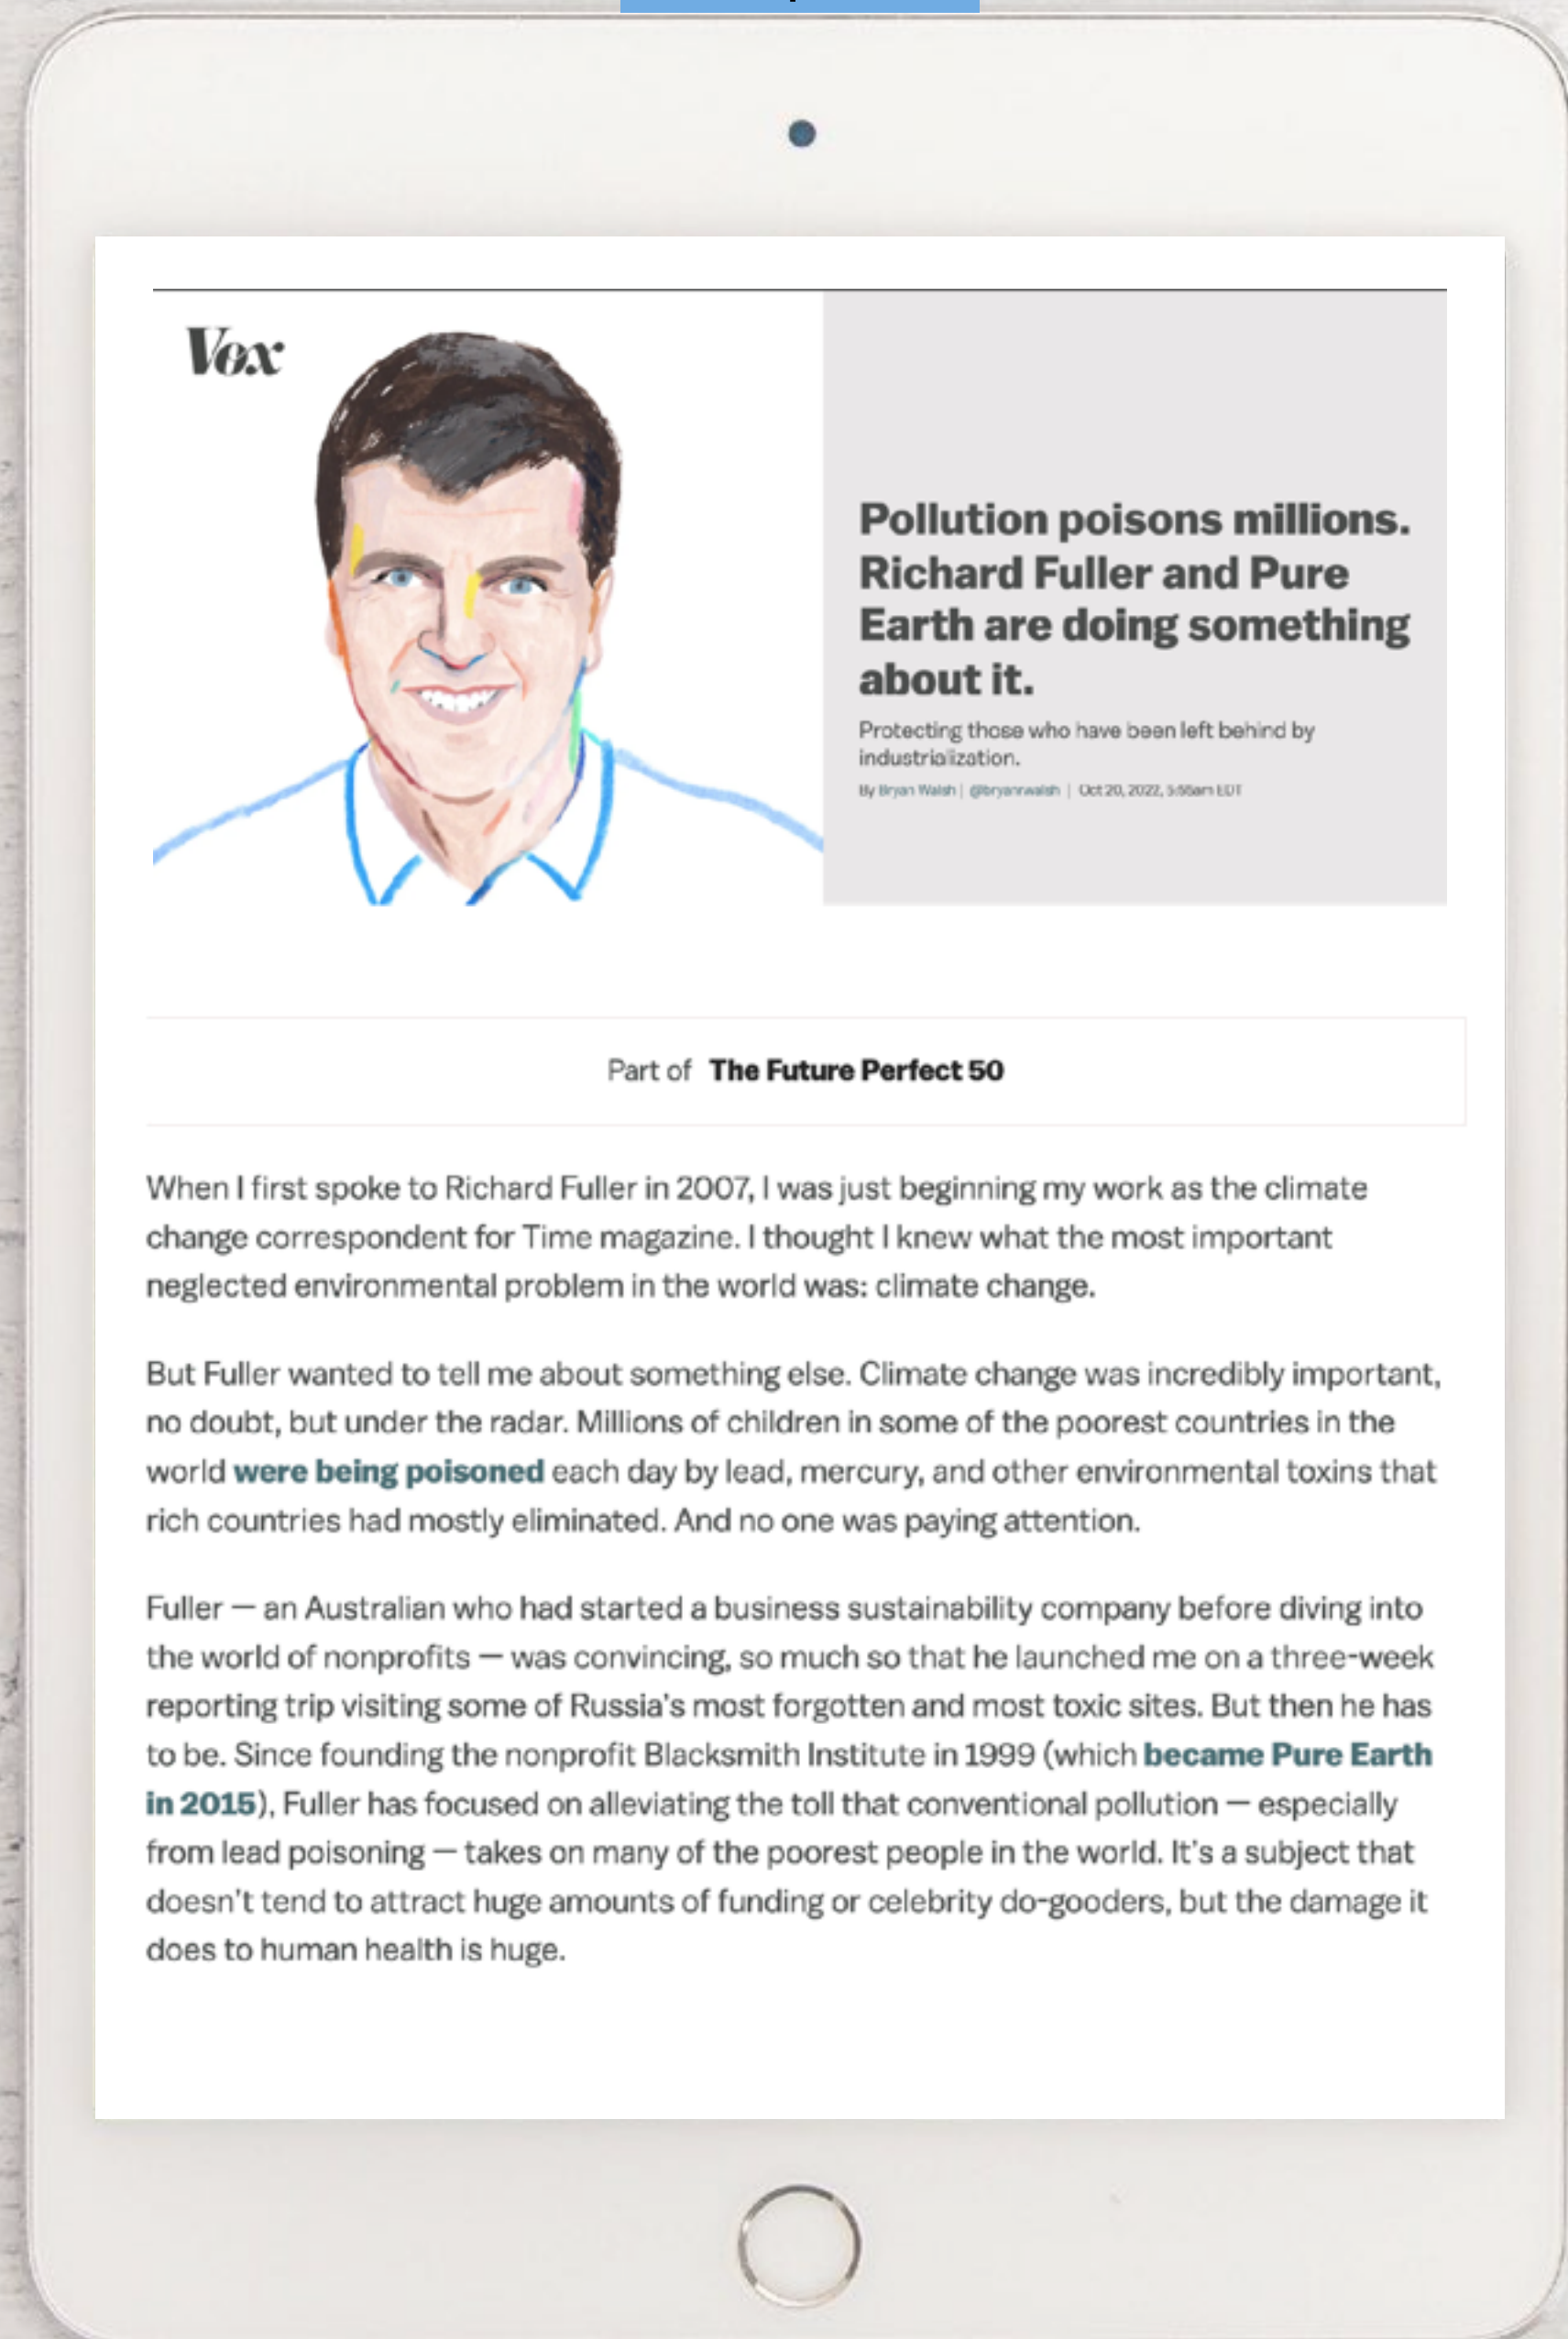 Vox
Pollution poisons millions.
Richard Fuller and Pure
Earth are doing something
about it.
Protecting those who have been left behind by
industrialization.
By Bryan Walsh | @bryanrwalsh | Oct 20, 2022, EDT
Part of The Future Perfect 50
When I first spoke to Richard Fuller in 2007, I was just beginning my work as the climate
change correspondent for Time magazine. I thought I knew what the most important
neglected environmental problem in the world was: climate change.
But Fuller wanted to tell me about something else. Climate change was incredibly important,
no doubt, but under the radar. Millions of children in some of the poorest countries in the
world were being poisoned each day by lead, mercury, and other environmental toxins that
rich countries had mostly eliminated. And no one was paying attention.
Fuller — an Australian who had started a business sustainability company before diving into
the world of nonprofits — was convincing, so much so that he launched me on a three-week
reporting trip visiting some of Russia's most forgotten and most toxic sites. But then he has
to be. Since founding the nonprofit Blacksmith Institute in 1999 (which became Pure Earth
in 2015), Fuller has focused on alleviating the toll that conventional pollution — especially
from lead poisoning — takes on many of the poorest people in the world. It's a subject that
doesn't tend to attract huge amounts of funding or celebrity do-gooders, but the damage it
does to human health is huge.